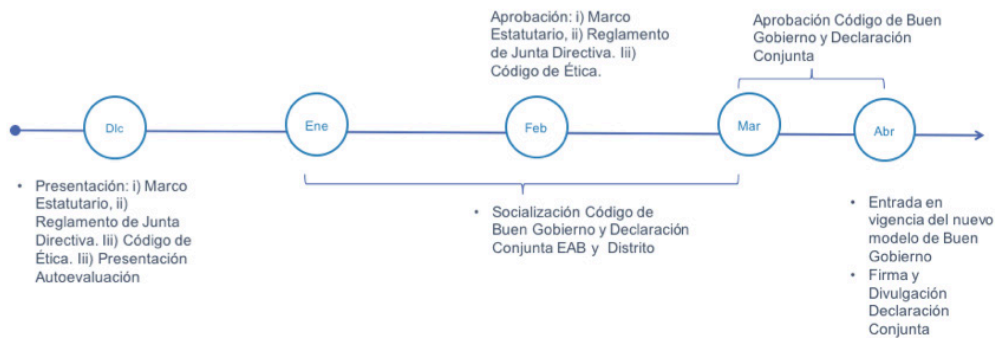 Aprobación: i) Marco
Estatutario, ii) Reglamento
de Junta Directiva. Iii)
Código de Ética.
Aprobación Código de Buen
Gobierno y Declaración
Conjunta
DIc
Ene
Feb
Mar
Abr
• Presentación: i) Marco
Estatutario, ii)
Reglamento de Junta
Directiva. Iii) Código de
Ética. Iii) Presentación
Autoevaluación
• Socialización Código de
Buen Gobierno y Declaración
Conjunta EAB y Distrito
• Entrada en
vigencia del nuevo
modelo de Buen
Gobierno
• Firma y
Divulgación
Declaración
Conjunta